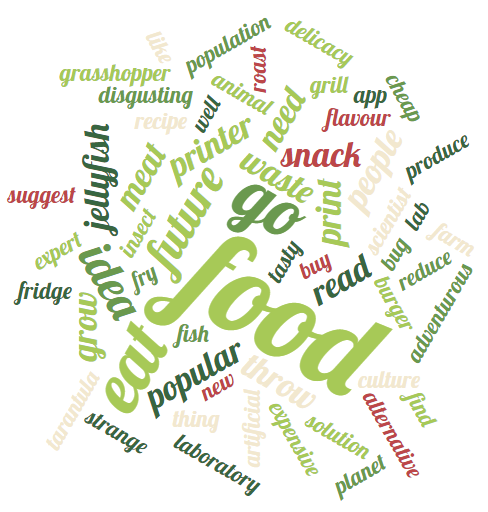 like
population
delicacy
grasshopper
disgusting
roast
animal
grill
app
cheap
recipe
well
need
flavour
printer
snack
people
produce
meat
waste
jellyfish
suggest
future
go
print
scientist
lab
insect
expert
idea
fry
tasty
buy
read
bug
farm
reduce
fridge
grow
food
burger
adventurous
eat
fish
popular
new
throw
culture
tarantula
strange
thing
artificial
expensive
solution
alternative
find
laboratory
planet